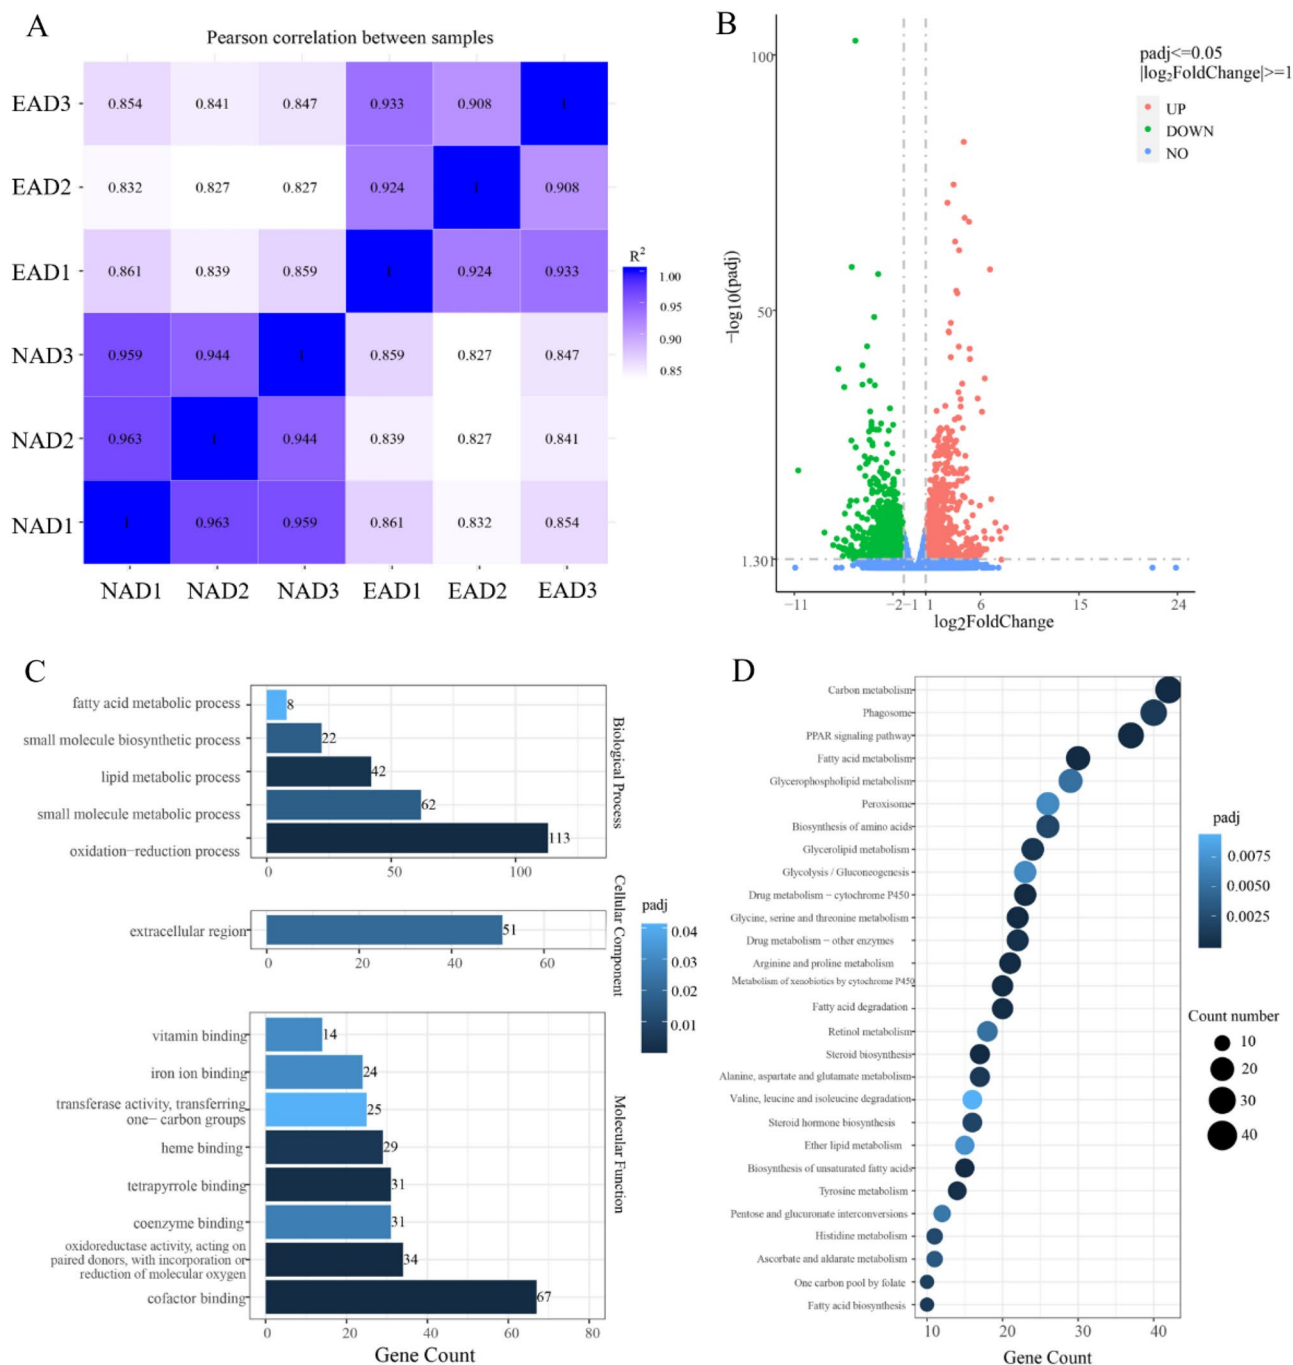 A
Pearson correlation between samples
EAD3 0.854 0.841 0.847 0.933 0.908 1
EAD2 0.832 0.827 0.827 0.924 1 0.908
EAD1 0.861 0.839 0.859 1 0.924 0.933
NAD3 0.959 0.944 1 0.859 0.827 0.847
NAD2 0.963 1 0.944 0.839 0.827 0.841
NAD1 1 0.963 0.959 0.861 0.832 0.854
NAD1 NAD2 NAD3 EAD1 EAD2 EAD3
R²
1.00
0.95
0.90
0.85
B
padj<=0.05
|log₂FoldChange|>=1
UP
DOWN
NO
−log10(padj)
100
50
1.301
−11 −2 −1 1 6 15 24
log₂FoldChange
C
fatty acid metabolic process 8
small molecule biosynthetic process 22
lipid metabolic process 42
small molecule metabolic process 62
oxidation−reduction process 113
0 50 100
Biological Process
extracellular region 51
0 20 40 60
Cellular Component
vitamin binding 14
iron ion binding 24
transferase activity, transferring
one− carbon groups 25
heme binding 29
tetrapyrrole binding 31
coenzyme binding 31
oxidoreductase activity, acting on
paired donors, with incorporation or 34
reduction of molecular oxygen
cofactor binding 67
0 20 40 60 80
Gene Count
Molecular Function
padj
0.04
0.03
0.02
0.01
D
Carbon metabolism
Phagosome
PPAR signaling pathway
Fatty acid metabolism
Glycerophospholipid metabolism
Peroxisome
Biosynthesis of amino acids
Glycerolipid metabolism
Glycolysis / Gluconeogenesis
Drug metabolism − cytochrome P450
Glycine, serine and threonine metabolism
Drug metabolism − other enzymes
Arginine and proline metabolism
Metabolism of xenobiotics by cytochrome P450
Fatty acid degradation
Retinol metabolism
Steroid biosynthesis
Alanine, aspartate and glutamate metabolism
Valine, leucine and isoleucine degradation
Steroid hormone biosynthesis
Ether lipid metabolism
Biosynthesis of unsaturated fatty acids
Tyrosine metabolism
Pentose and glucuronate interconversions
Histidine metabolism
Ascorbate and aldarate metabolism
One carbon pool by folate
Fatty acid biosynthesis
10 20 30 40
Gene Count
padj
0.0075
0.0050
0.0025
Count number
10
20
30
40